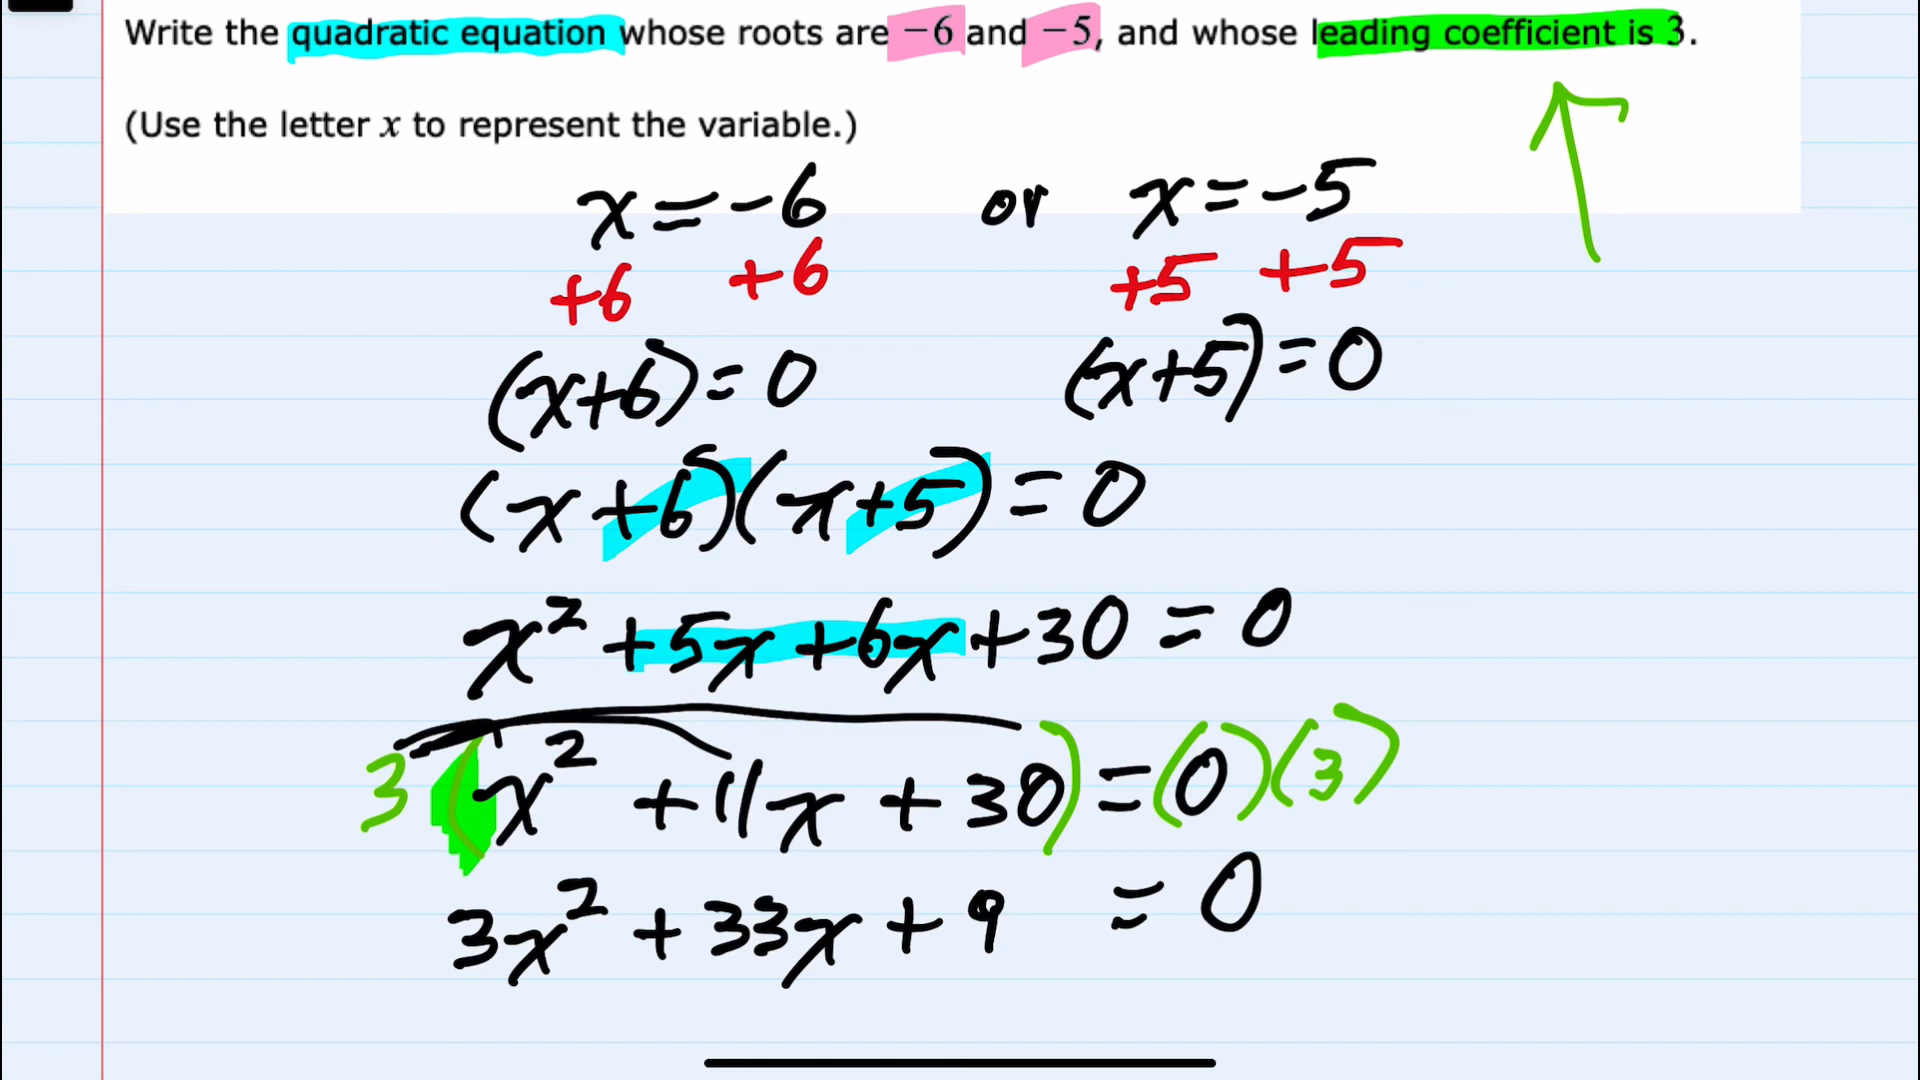 Write the quadratic equation whose roots are −6 and −5, and whose leading coefficient is 3.
(Use the letter x to represent the variable.)
x = −6 or x = −5
+6 +6 +5 +5
(x+6) = 0 (x+5) = 0
(x+6)(x+5) = 0
x² +5x +6x +30 = 0
3(x² +11x +30) = (0)(3)
3x² +33x +9 = 0